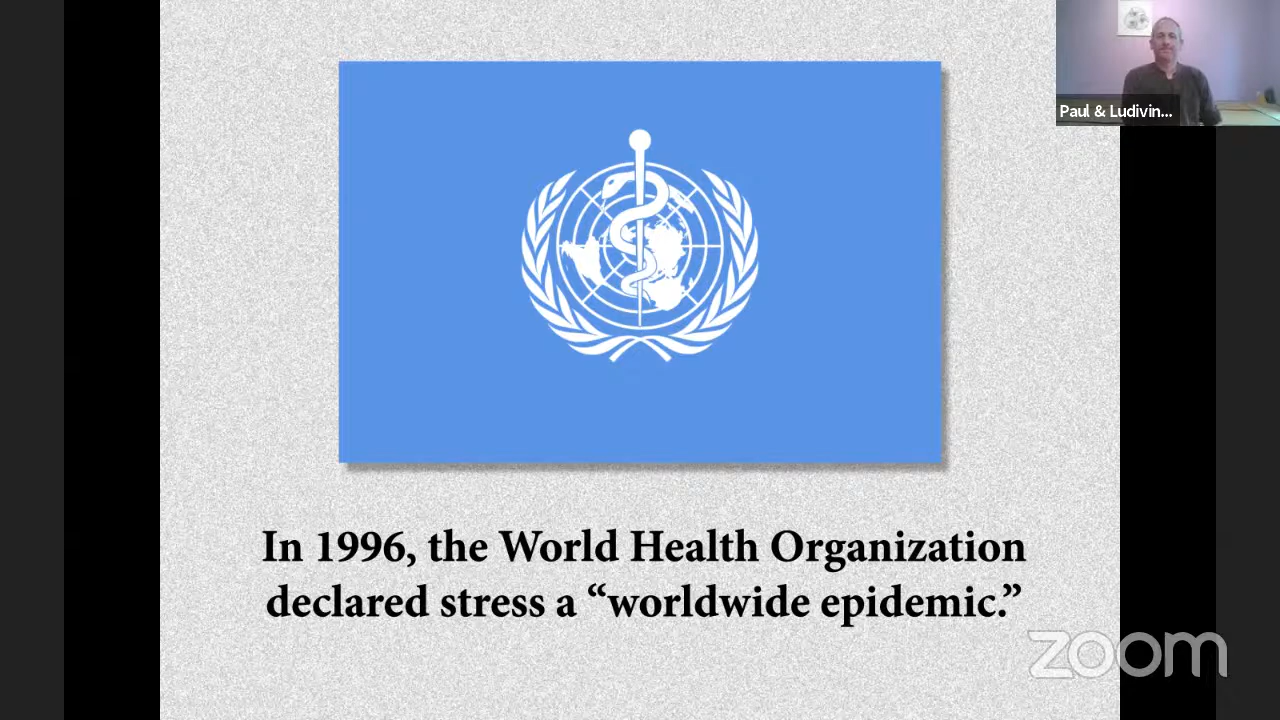 Paul & Ludivin...
In 1996, the World Health Organization
declared stress a “worldwide epidemic.”
zoom